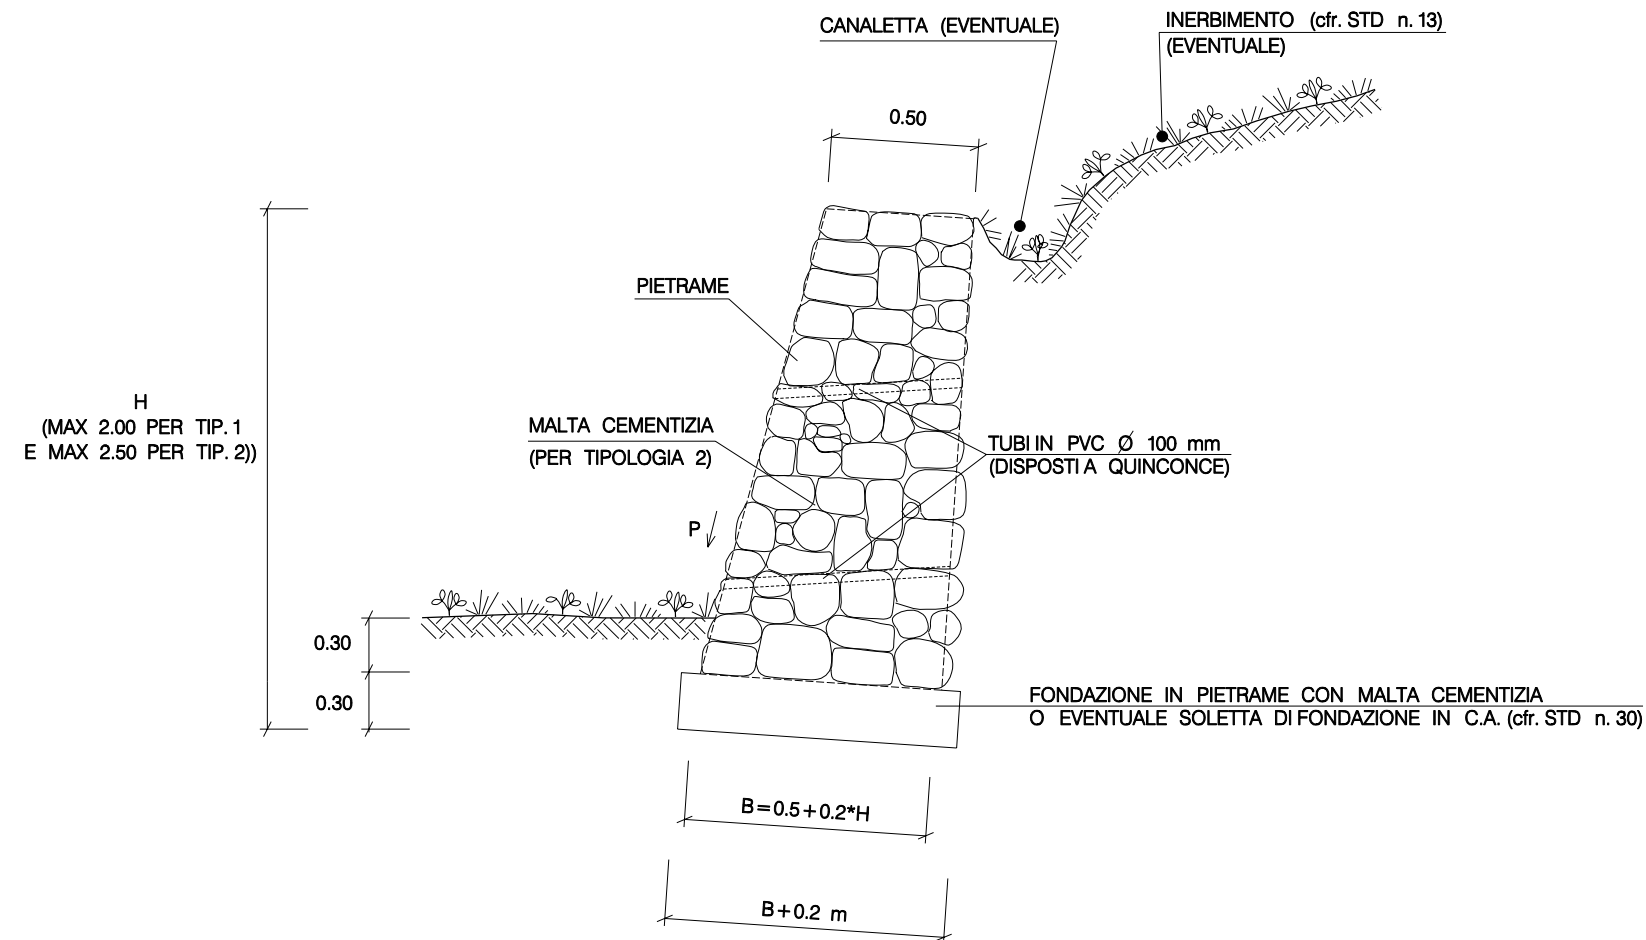 CANALETTA (EVENTUALE)
INERBIMENTO (cfr. STD n. 13)
(EVENTUALE)
0.50
PIETRAME
H
(MAX 2.00 PER TIP. 1
E MAX 2.50 PER TIP. 2))
MALTA CEMENTIZIA
(PER TIPOLOGIA 2)
TUBI IN PVC Ø 100 mm
(DISPOSTI A QUINCONCE)
P
0.30
0.30
FONDAZIONE IN PIETRAME CON MALTA CEMENTIZIA
O EVENTUALE SOLETTA DI FONDAZIONE IN C.A. (cfr. STD n. 30)
B=0.5+0.2*H
B+0.2 m